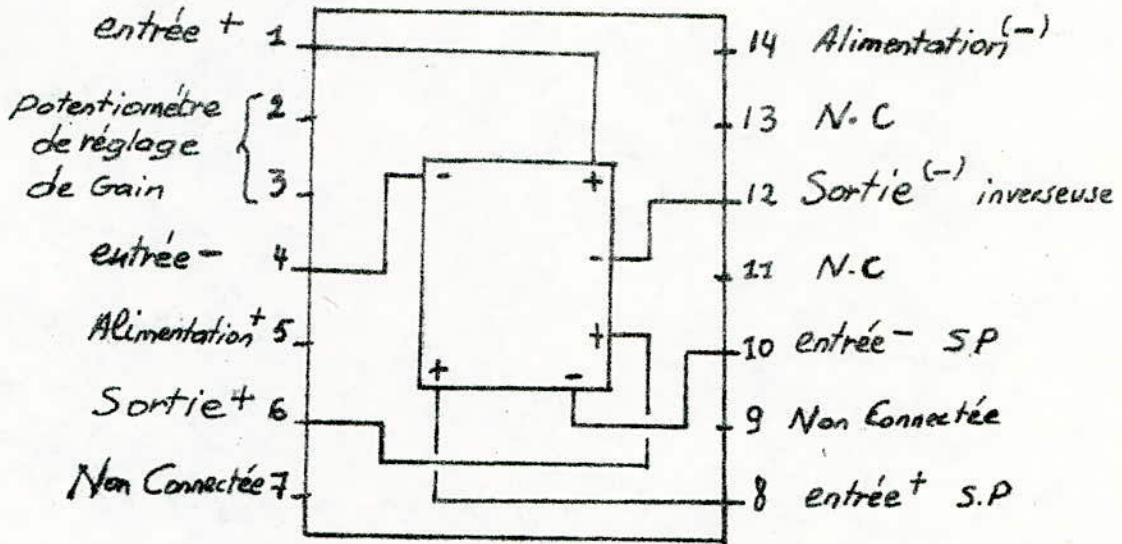 entrée + 1
Potentiométre 2
de réglage
de Gain 3
entrée - 4
Alimentation + 5
Sortie + 6
Non Connectée 7
- +
-
+
+ -
14 Alimentation (-)
13 N.C
12 Sortie (-) inverseuse
11 N.C
10 entrée - S.P
9 Non Connectée
8 entrée + S.P